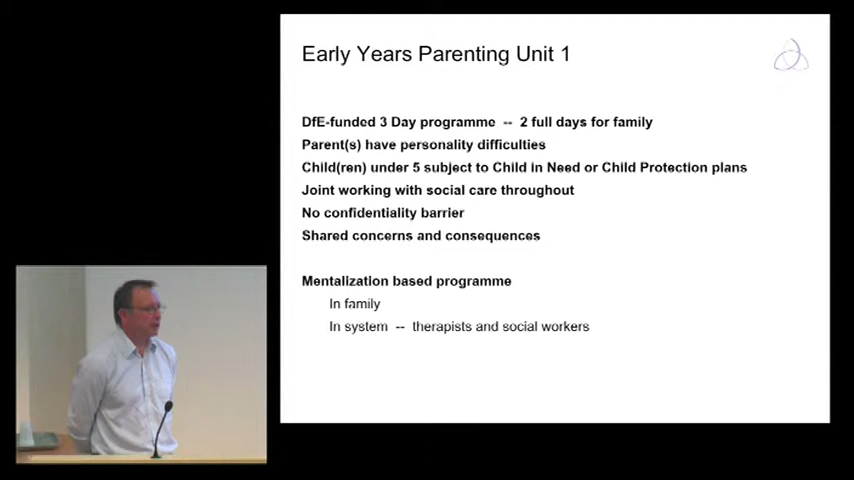 Early Years Parenting Unit 1
DfE-funded 3 Day programme -- 2 full days for family
Parent(s) have personality difficulties
Child(ren) under 5 subject to Child in Need or Child Protection plans
Joint working with social care throughout
No confidentiality barrier
Shared concerns and consequences
Mentalization based programme
In family
In system -- therapists and social workers